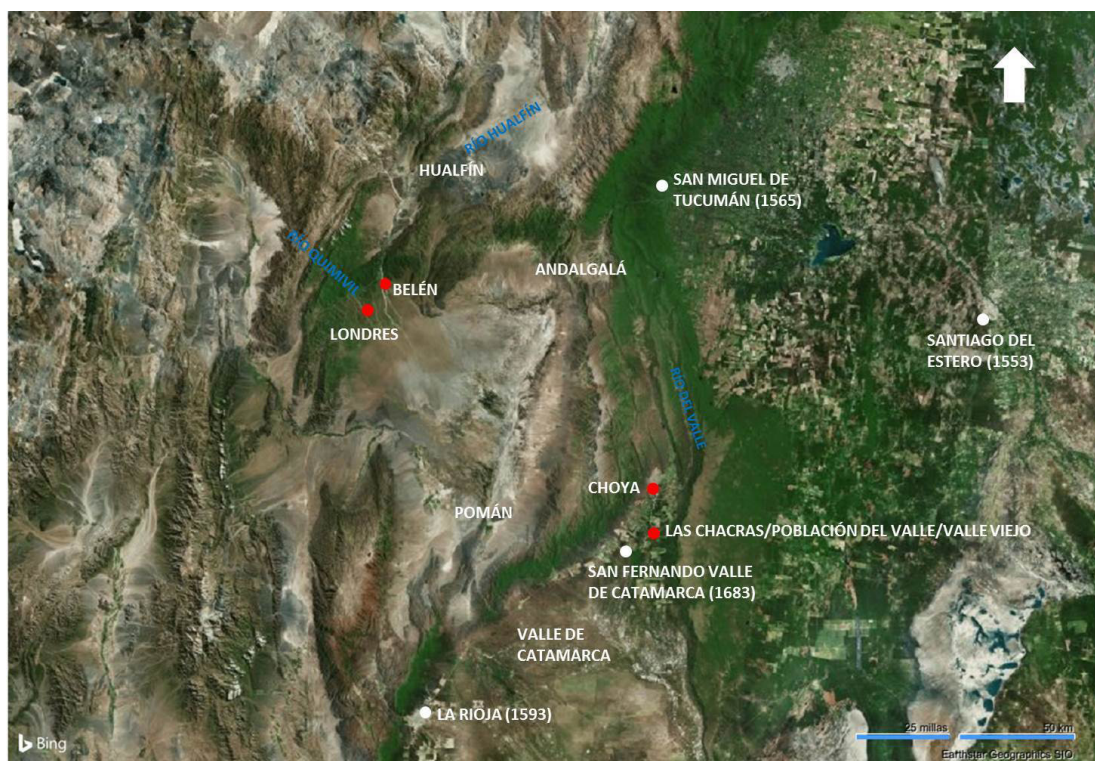 RÍO HUALFÍN
HUALFÍN
SAN MIGUEL DE
TUCUMÁN (1565)
RÍO QUIMIVIL
ANDALGALÁ
BELÉN
LONDRES
SANTIAGO DEL
ESTERO (1553)
RÍO DEL VALLE
CHOYA
POMÁN
LAS CHACRAS/POBLACIÓN DEL VALLE/VALLE VIEJO
SAN FERNANDO VALLE
DE CATAMARCA (1683)
VALLE DE
CATAMARCA
LA RIOJA (1593)
25 millas
50 km
Bing
Earthstar Geographics SIO